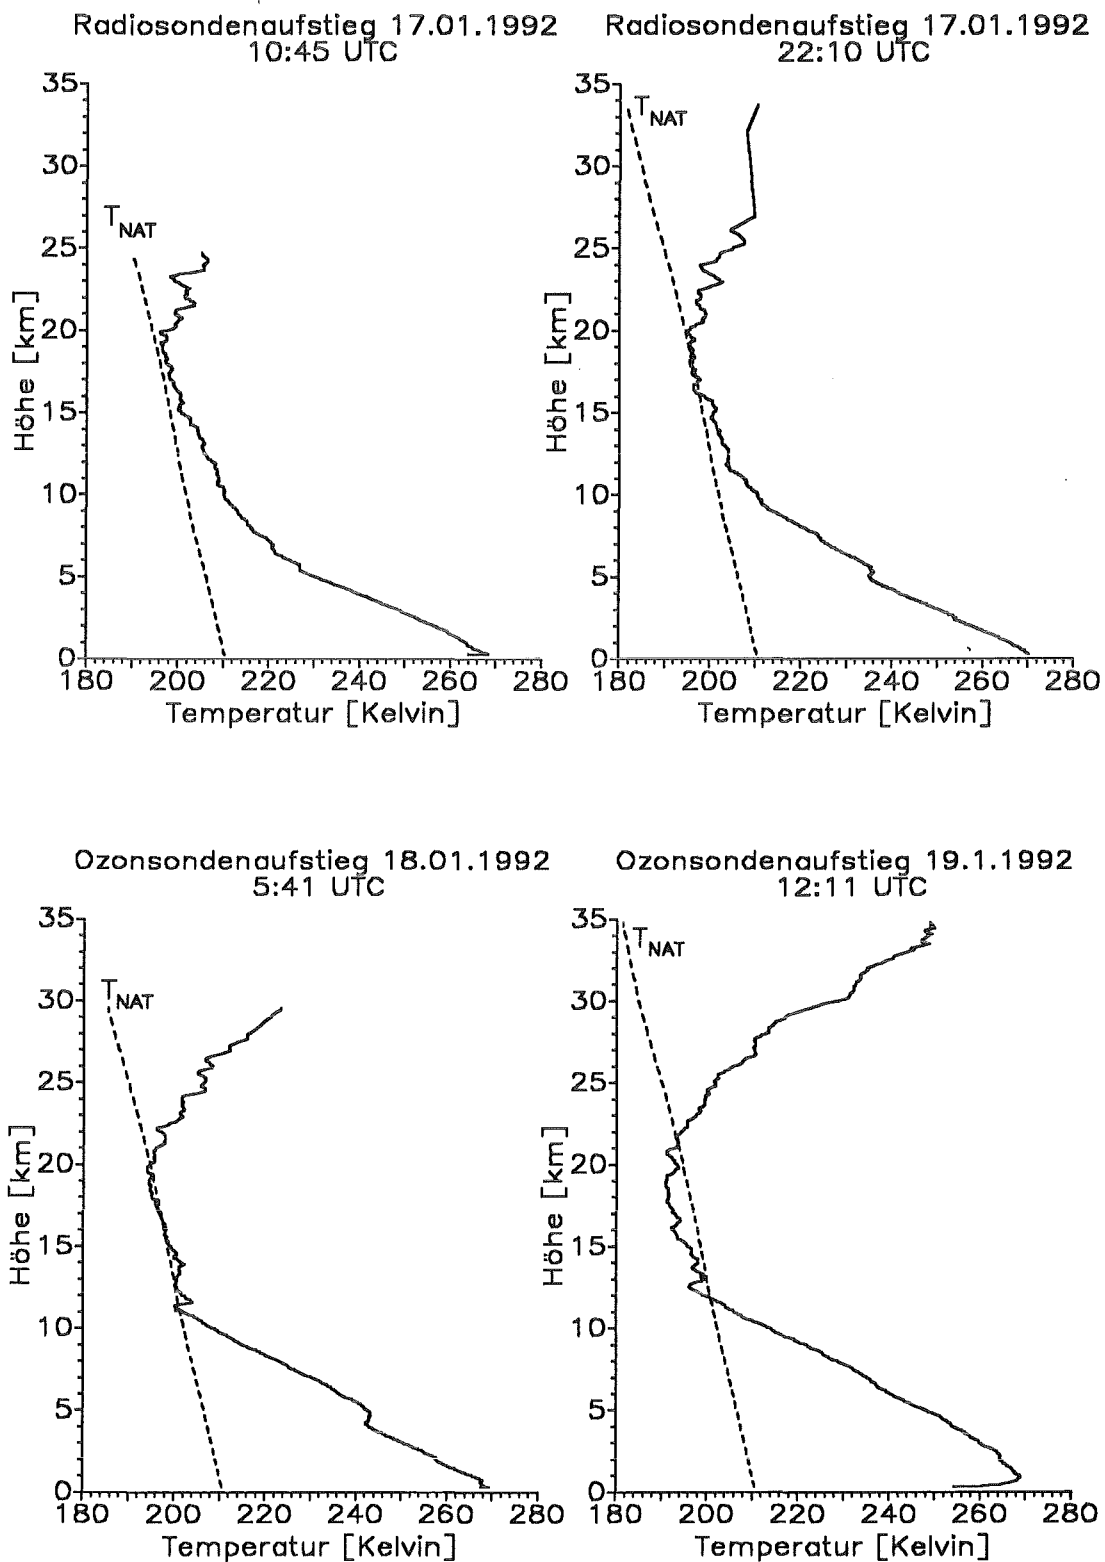 Radiosondenaufstieg 17.01.1992
10:45 UTC
35
30
25
20
15
10
5
0
T NAT
Höhe [km]
180 200 220 240 260 280
Temperatur [Kelvin]
Radiosondenaufstieg 17.01.1992
22:10 UTC
35
30
25
20
15
10
5
0
T NAT
Höhe [km]
180 200 220 240 260 280
Temperatur [Kelvin]
Ozonsondenaufstieg 18.01.1992
5:41 UTC
35
30
25
20
15
10
5
0
T NAT
Höhe [km]
180 200 220 240 260 280
Temperatur [Kelvin]
Ozonsondenaufstieg 19.1.1992
12:11 UTC
35
30
25
20
15
10
5
0
T NAT
Höhe [km]
180 200 220 240 260 280
Temperatur [Kelvin]